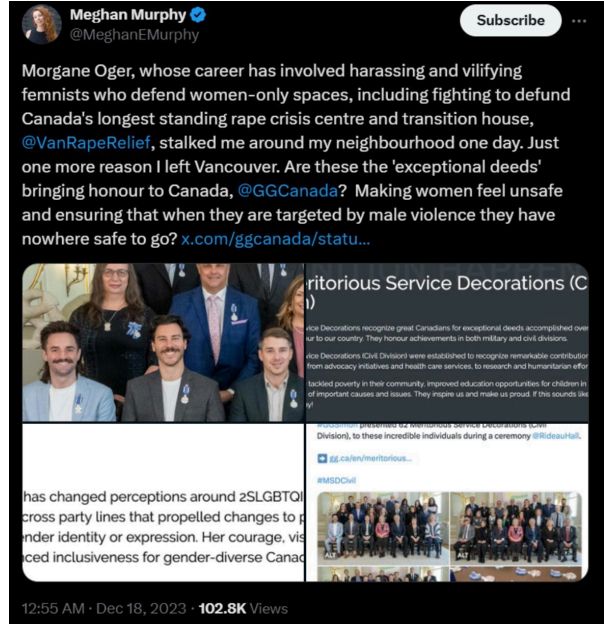 Meghan Murphy
@MeghanEMurphy
Subscribe
Morgane Oger, whose career has involved harassing and vilifying
femnists who defend women-only spaces, including fighting to defund
Canada's longest standing rape crisis centre and transition house,
@VanRapeRelief, stalked me around my neighbourhood one day. Just
one more reason I left Vancouver. Are these the 'exceptional deeds'
bringing honour to Canada, @GGCanada? Making women feel unsafe
and ensuring that when they are targeted by male violence they have
nowhere safe to go? x.com/ggcanada/statu...
ritorious Service Decorations (C
)
ice Decorations recognize great Canadians for exceptional deeds accomplished over
ur to our country. They honour achievements in both military and civil divisions.
ice Decorations (Civil Division) were established to recognize remarkable contribution
from advocacy initiatives and health care services, to research and humanitarian effor
tackled poverty in their community, improved education opportunities for children in
of important causes and issues. They inspire us and make us proud. If this sounds like
y!
has changed perceptions around 2SLGBTQI
cross party lines that propelled changes to p
nder identity or expression. Her courage, vis
nced inclusiveness for gender-diverse Canad
#GGSimon presented 62 Meritorious Service Decorations (Civil
Division), to these incredible individuals during a ceremony @RideauHall.
gg.ca/en/meritorious...
#MSDCivil
ALT
ALT
12:55 AM · Dec 18, 2023 · 102.8K Views